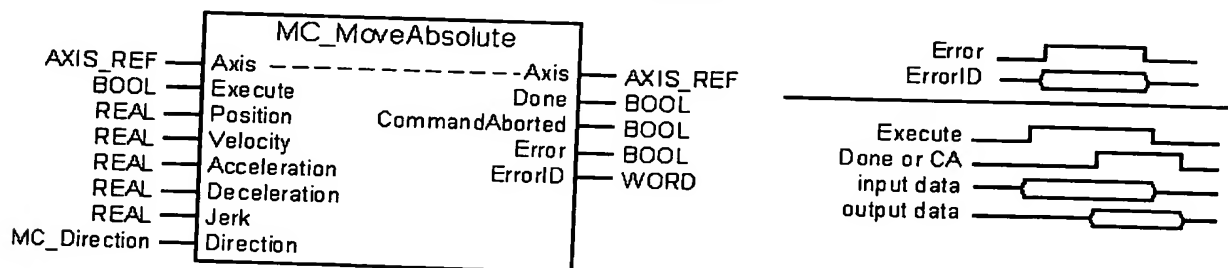 MC_MoveAbsolute
AXIS_REF Axis Axis AXIS_REF
BOOL Execute Done BOOL
REAL Position CommandAborted BOOL
REAL Velocity Error BOOL
REAL Acceleration ErrorID WORD
REAL Deceleration
REAL Jerk
MC_Direction Direction
Error
ErrorID
Execute
Done or CA
input data
output data